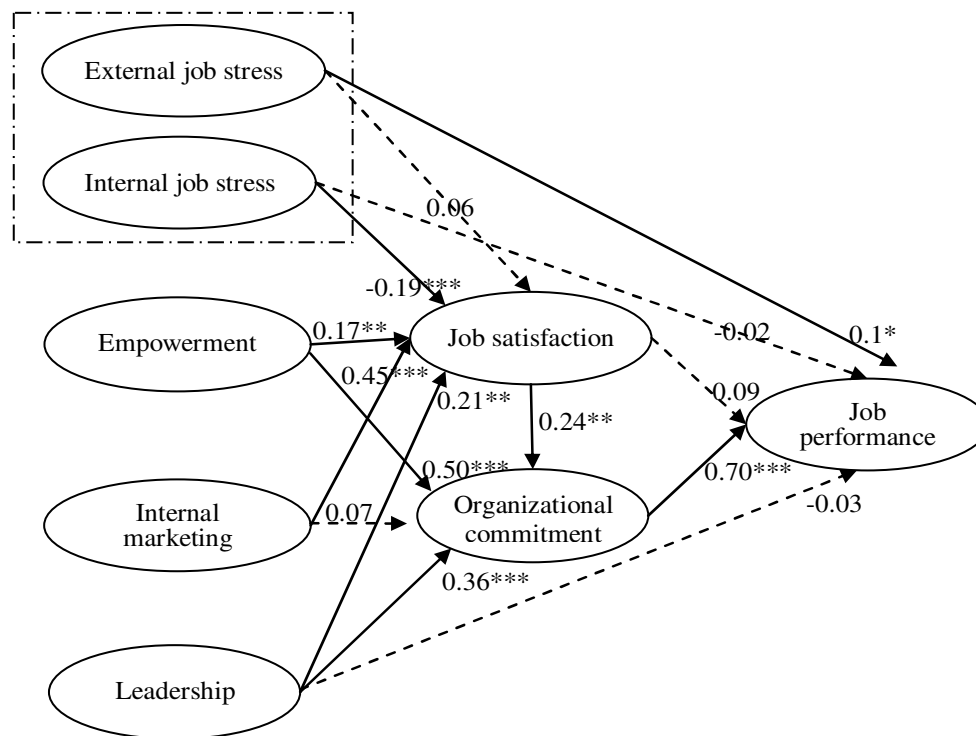 External job stress
Internal job stress
0.06
-0.19***
Empowerment
0.17**
Job satisfaction
-0.02
0.1*
0.45***
0.21**
0.09
Job
performance
0.24**
0.50***
0.70***
Internal
marketing
0.07
Organizational
commitment
-0.03
0.36***
Leadership